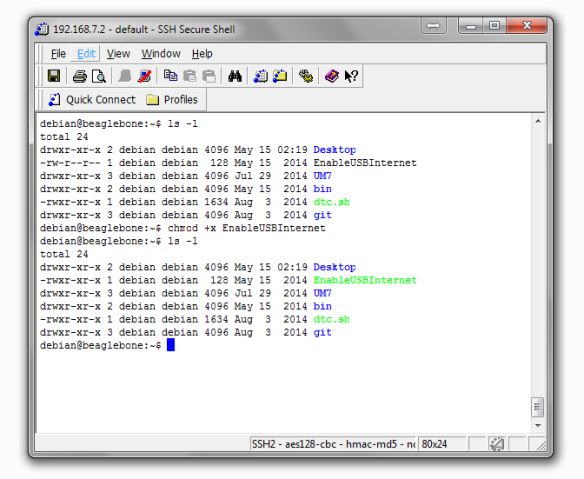 192.168.7.2 - default - SSH Secure Shell
File Edit View Window Help
Quick Connect Profiles
debian@beaglebone:~$ ls -l
total 24
drwxr-xr-x 2 debian debian 4096 May 15 02:19 Desktop
-rw-r--r-- 1 debian debian 128 May 15 2014 EnableUSBInternet
drwxr-xr-x 3 debian debian 4096 Jul 29 2014 UM7
drwxr-xr-x 2 debian debian 4096 May 15 2014 bin
-rwxr-xr-x 1 debian debian 1634 Aug 3 2014 dtc.sh
drwxr-xr-x 3 debian debian 4096 Aug 3 2014 git
debian@beaglebone:~$ chmod +x EnableUSBInternet
debian@beaglebone:~$ ls -l
total 24
drwxr-xr-x 2 debian debian 4096 May 15 02:19 Desktop
-rwxr-xr-x 1 debian debian 128 May 15 2014 EnableUSBInternet
drwxr-xr-x 3 debian debian 4096 Jul 29 2014 UM7
drwxr-xr-x 2 debian debian 4096 May 15 2014 bin
-rwxr-xr-x 1 debian debian 1634 Aug 3 2014 dtc.sh
drwxr-xr-x 3 debian debian 4096 Aug 3 2014 git
debian@beaglebone:~$
SSH2 - aes128-cbc - hmac-md5 - nc 80x24